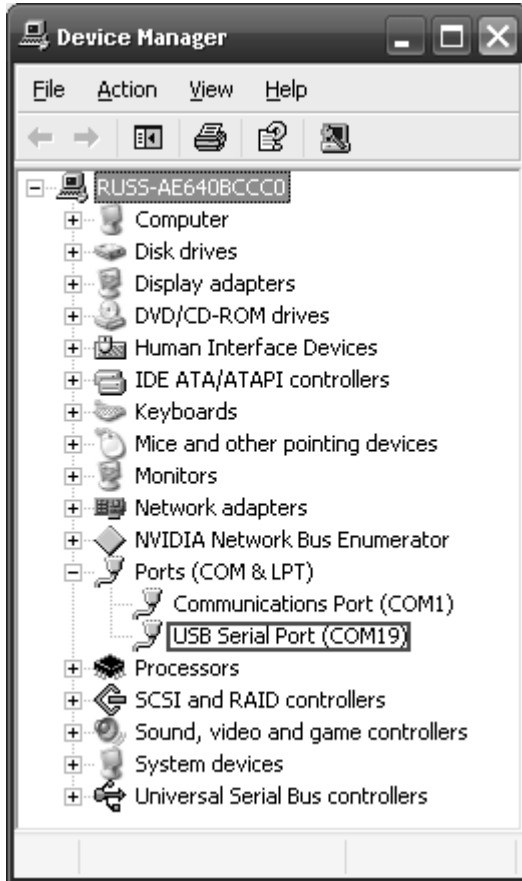 Device Manager
File Action View Help
RUSS-AE640BCCC0
Computer
Disk drives
Display adapters
DVD/CD-ROM drives
Human Interface Devices
IDE ATA/ATAPI controllers
Keyboards
Mice and other pointing devices
Monitors
Network adapters
NVIDIA Network Bus Enumerator
Ports (COM & LPT)
Communications Port (COM1)
USB Serial Port (COM19)
Processors
SCSI and RAID controllers
Sound, video and game controllers
System devices
Universal Serial Bus controllers